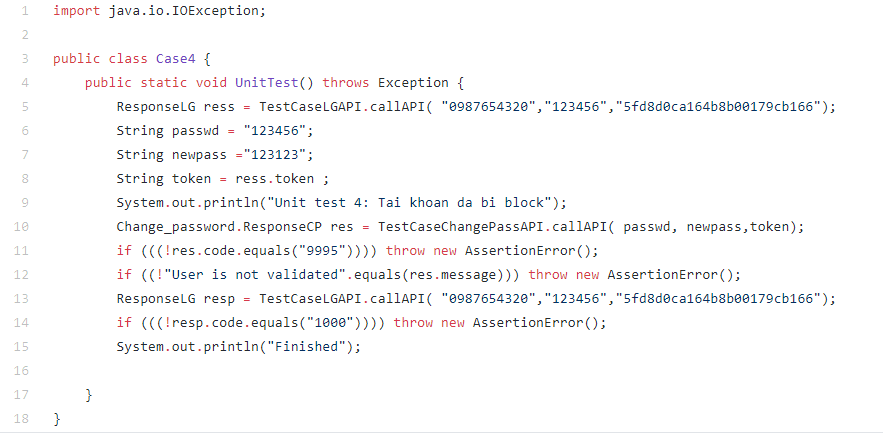 1 import java.io.IOException;
2
3 public class Case4 {
4 public static void UnitTest() throws Exception {
5 ResponseLG ress = TestCaseLGAPI.callAPI( "0987654320","123456","5fd8d0ca164b8b00179cb166");
6 String passwd = "123456";
7 String newpass ="123123";
8 String token = ress.token ;
9 System.out.println("Unit test 4: Tai khoan da bi block");
10 Change_password.ResponseCP res = TestCaseChangePassAPI.callAPI( passwd, newpass,token);
11 if (((!res.code.equals("9995")))) throw new AssertionError();
12 if ((!"User is not validated".equals(res.message))) throw new AssertionError();
13 ResponseLG resp = TestCaseLGAPI.callAPI( "0987654320","123456","5fd8d0ca164b8b00179cb166");
14 if (((!resp.code.equals("1000")))) throw new AssertionError();
15 System.out.println("Finished");
16
17 }
18 }